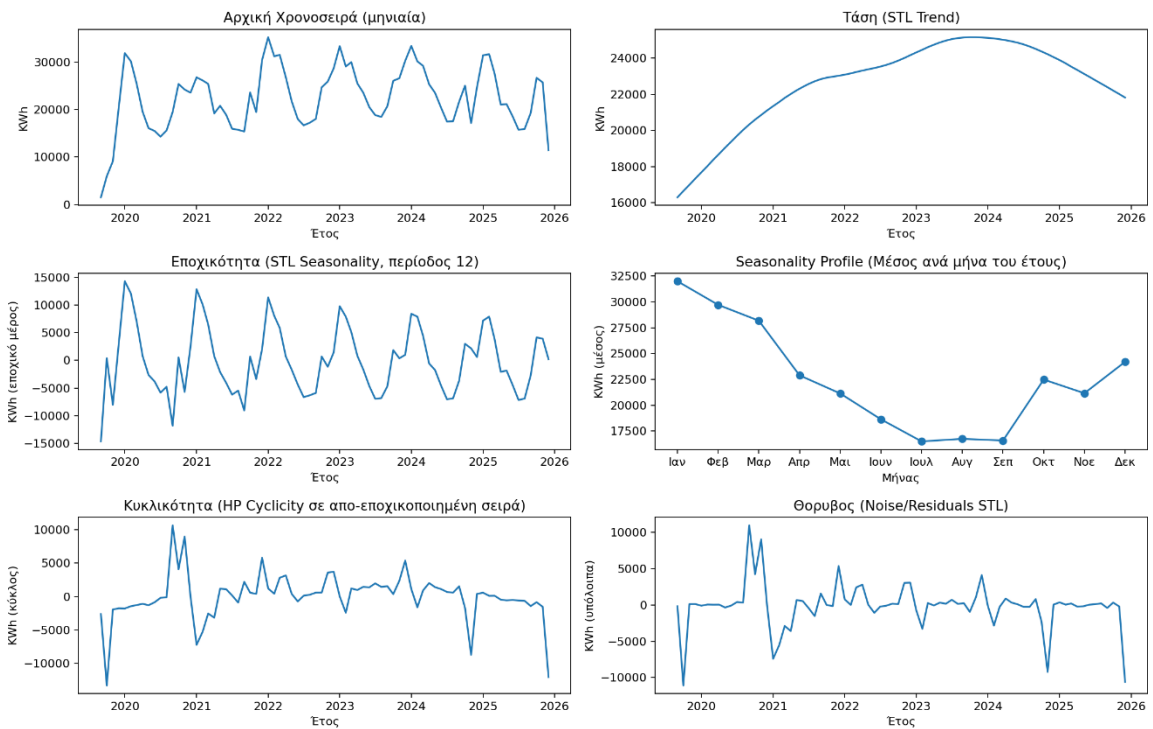 Αρχική Χρονοσειρά (μηνιαία)
KWh
30000
20000
10000
0
2020 2021 2022 2023 2024 2025 2026
Έτος
Τάση (STL Trend)
KWh
24000
22000
20000
18000
16000
2020 2021 2022 2023 2024 2025 2026
Έτος
Εποχικότητα (STL Seasonality, περίοδος 12)
KWh (εποχικό μέρος)
15000
10000
5000
0
−5000
−10000
−15000
2020 2021 2022 2023 2024 2025 2026
Έτος
Seasonality Profile (Μέσος ανά μήνα του έτους)
KWh (μέσος)
32500
30000
27500
25000
22500
20000
17500
Ιαν Φεβ Μαρ Απρ Μαι Ιουν Ιουλ Αυγ Σεπ Οκτ Νοε Δεκ
Μήνας
Κυκλικότητα (HP Cyclicity σε απο-εποχικοποιημένη σειρά)
KWh (κύκλος)
10000
5000
0
−5000
−10000
2020 2021 2022 2023 2024 2025 2026
Έτος
Θορυβος (Noise/Residuals STL)
KWh (υπόλοιπα)
10000
5000
0
−5000
−10000
2020 2021 2022 2023 2024 2025 2026
Έτος